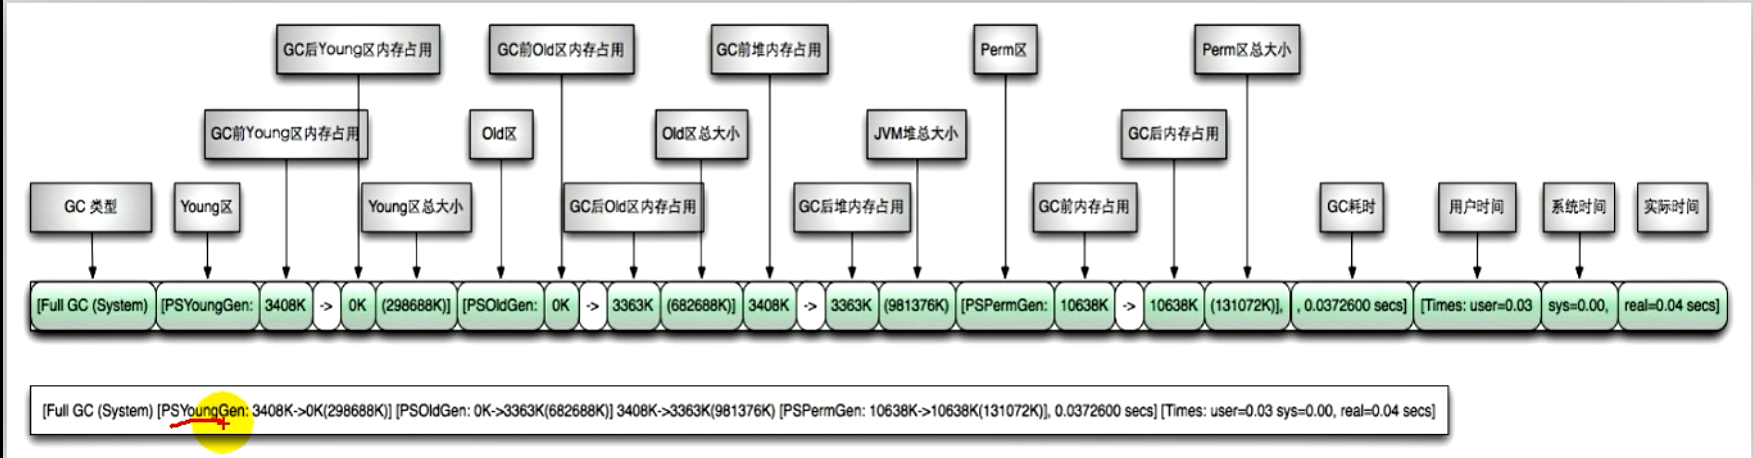 GC后Young区内存占用 GC前Old区内存占用 GC前堆内存占用 Perm区 Perm区总大小
GC前Young区内存占用 Old区 Old区总大小 JVM堆总大小 GC后内存占用
GC 类型 Young区 Young区总大小 GC后Old区内存占用 GC后堆内存占用 GC前内存占用 GC耗时 用户时间 系统时间 实际时间
[Full GC (System) [PSYoungGen: 3408K -> 0K (298688K)] [PSOldGen: 0K -> 3363K (682688K)] 3408K -> 3363K (981376K) [PSPermGen: 10638K -> 10638K (131072K)], , 0.0372600 secs] [Times: user=0.03 sys=0.00, real=0.04 secs]
[Full GC (System) [PSYoungGen: 3408K->0K(298688K)] [PSOldGen: 0K->3363K(682688K)] 3408K->3363K(981376K) [PSPermGen: 10638K->10638K(131072K)], 0.0372600 secs] [Times: user=0.03 sys=0.00, real=0.04 secs]